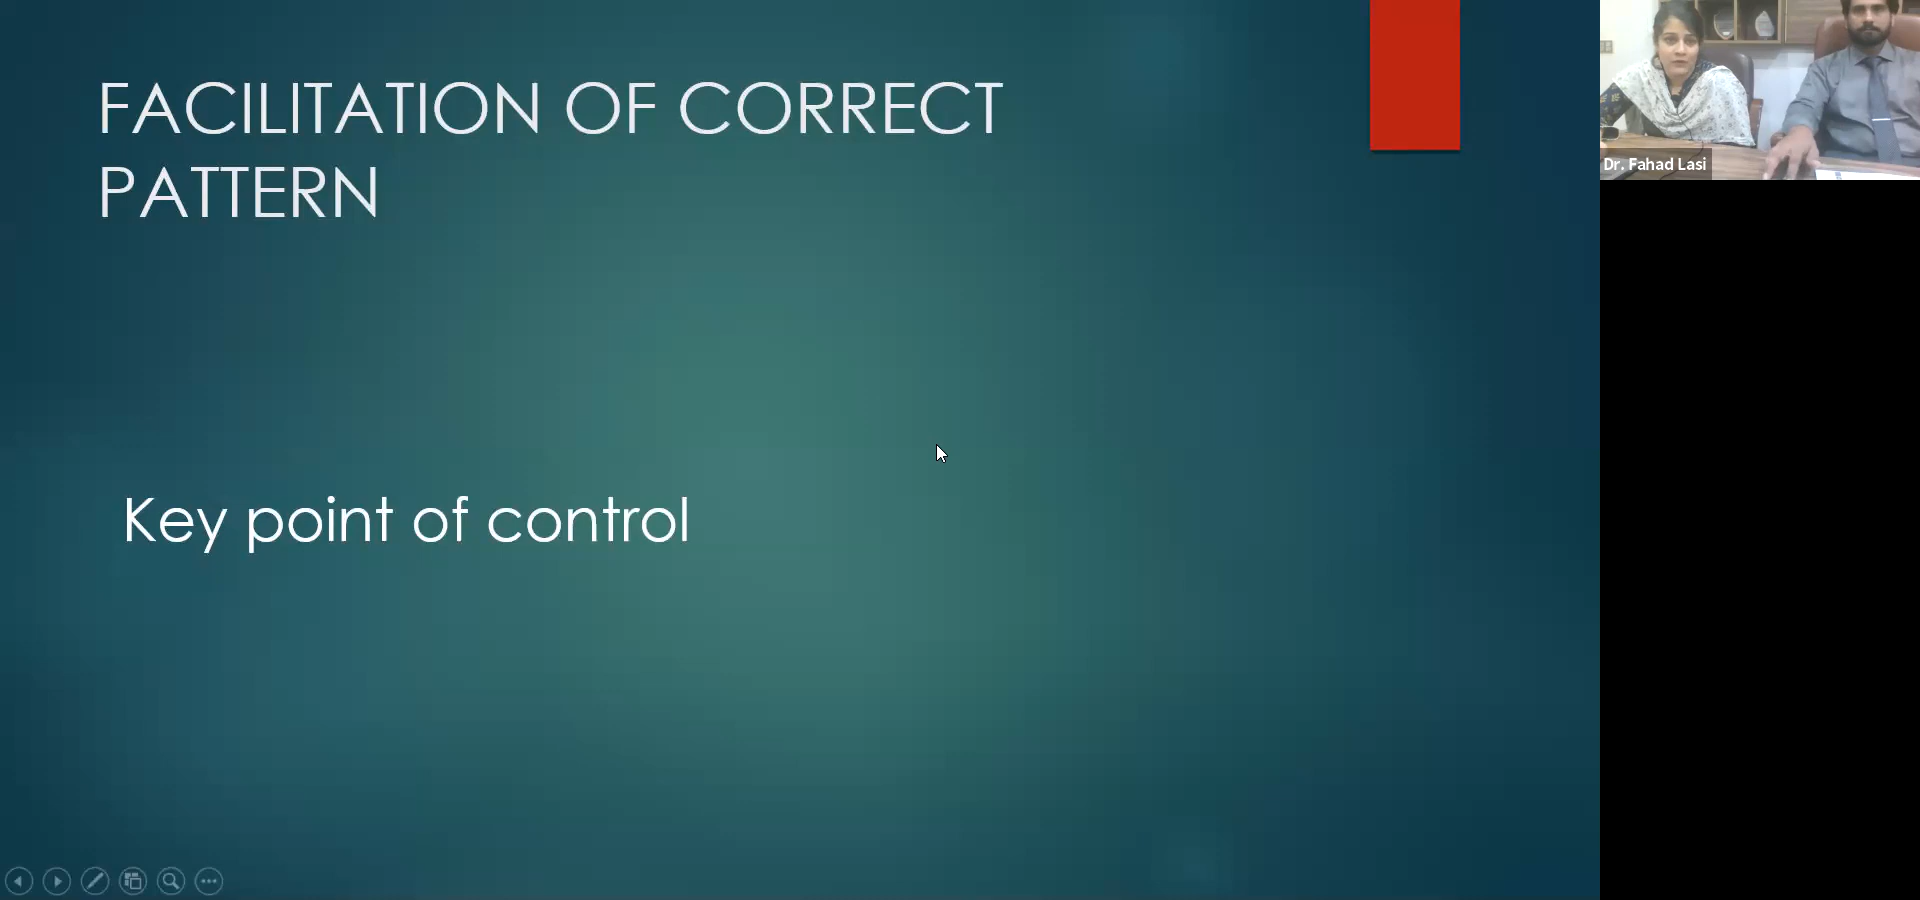 FACILITATION OF CORRECT
PATTERN
Key point of control
Dr. Fahad Lasi